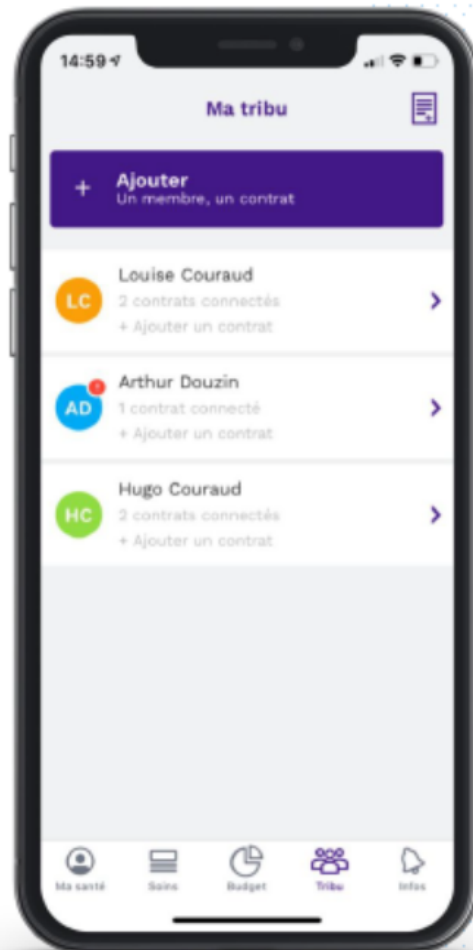 14:59
Ma tribu
+ Ajouter
Un membre, un contrat
LC
Louise Couraud
2 contrats connectés
+ Ajouter un contrat
AD
Arthur Douzin
1 contrat connecté
+ Ajouter un contrat
HC
Hugo Couraud
2 contrats connectés
+ Ajouter un contrat
Ma santé Soins Budget Tribu Infos